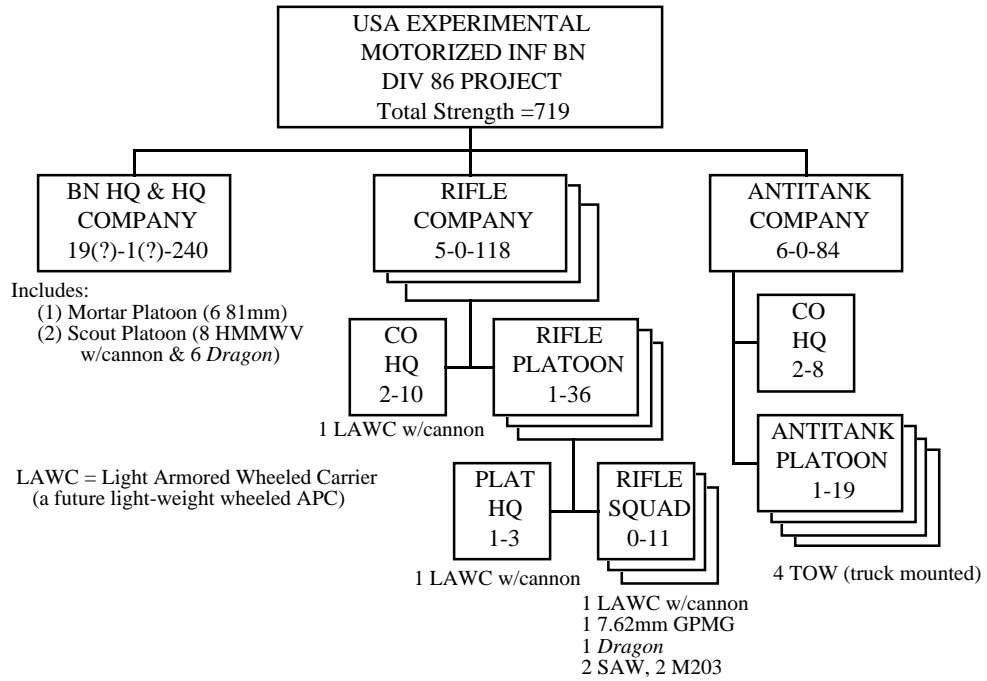 USA EXPERIMENTAL
MOTORIZED INF BN
DIV 86 PROJECT
Total Strength =719
BN HQ & HQ
COMPANY
19(?)-1(?)-240
Includes:
(1) Mortar Platoon (6 81mm)
(2) Scout Platoon (8 HMMWV
w/cannon & 6 Dragon)
RIFLE
COMPANY
5-0-118
ANTITANK
COMPANY
6-0-84
CO
HQ
2-10
1 LAWC w/cannon
RIFLE
PLATOON
1-36
CO
HQ
2-8
LAWC = Light Armored Wheeled Carrier
(a future light-weight wheeled APC)
PLAT
HQ
1-3
1 LAWC w/cannon
RIFLE
SQUAD
0-11
1 LAWC w/cannon
1 7.62mm GPMG
1 Dragon
2 SAW, 2 M203
ANTITANK
PLATOON
1-19
4 TOW (truck mounted)